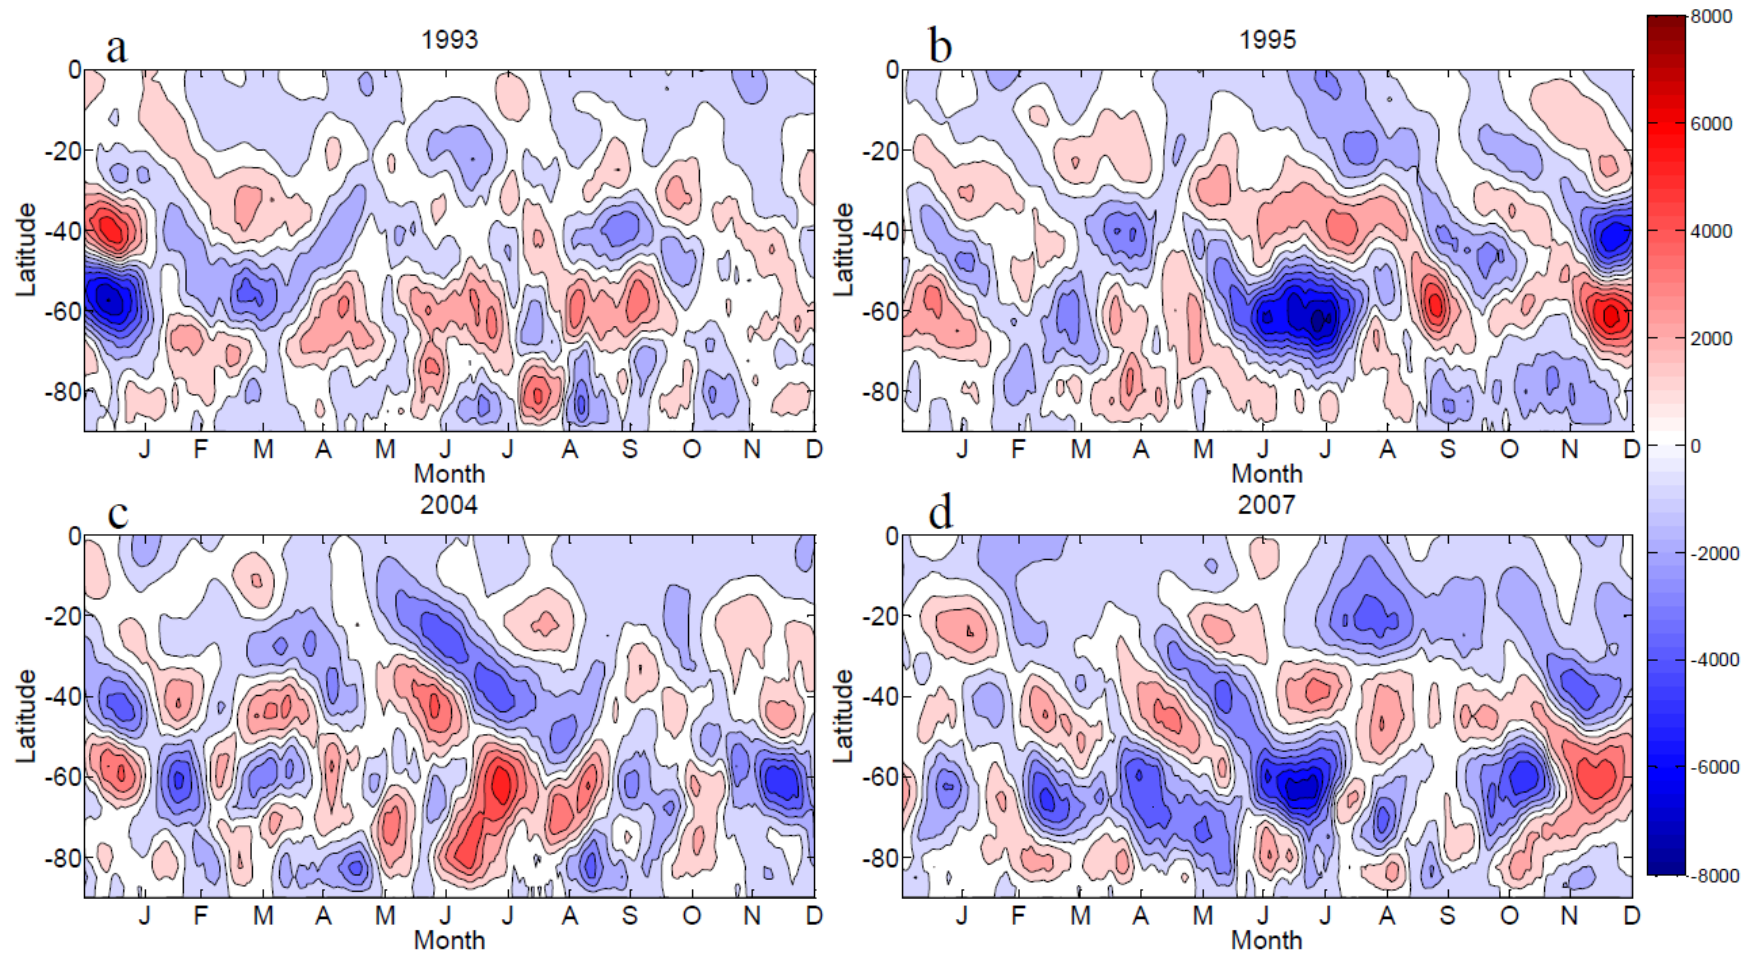 a
1993
b
1995
0
-20
-40
-60
-80
Latitude
J F M A M J J A S O N D
Month
0
-20
-40
-60
-80
Latitude
J F M A M J J A S O N D
Month
c
2004
d
2007
0
-20
-40
-60
-80
Latitude
J F M A M J J A S O N D
Month
0
-20
-40
-60
-80
Latitude
J F M A M J J A S O N D
Month
8000
6000
4000
2000
0
-2000
-4000
-6000
-8000